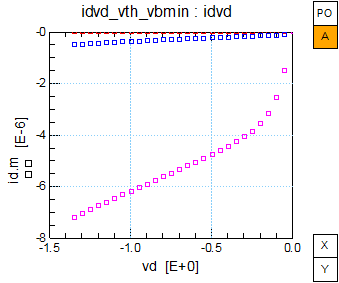 idvd_vth_vbmin : idvd
PO
A
-0
-2
-4
-6
-8
id.m [E-6]
-1.5
-1.0
-0.5
0.0
vd [E+0]
X
Y